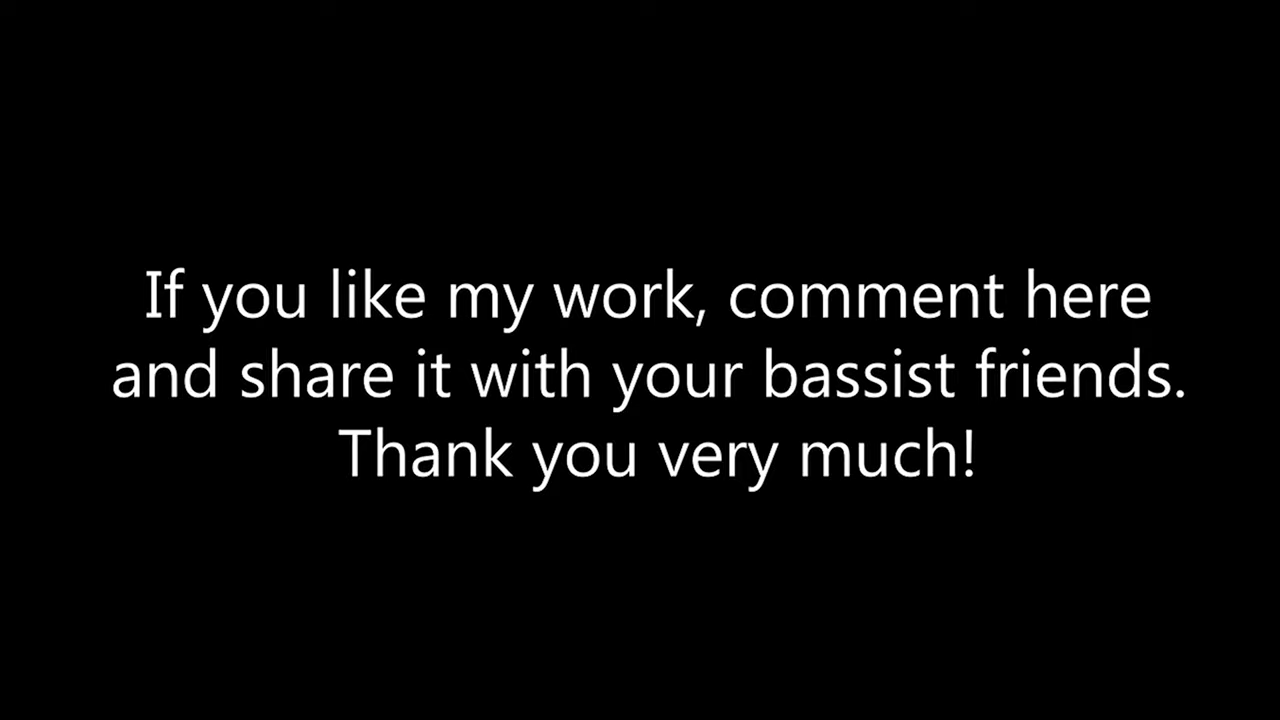 If you like my work, comment here
and share it with your bassist friends.
Thank you very much!